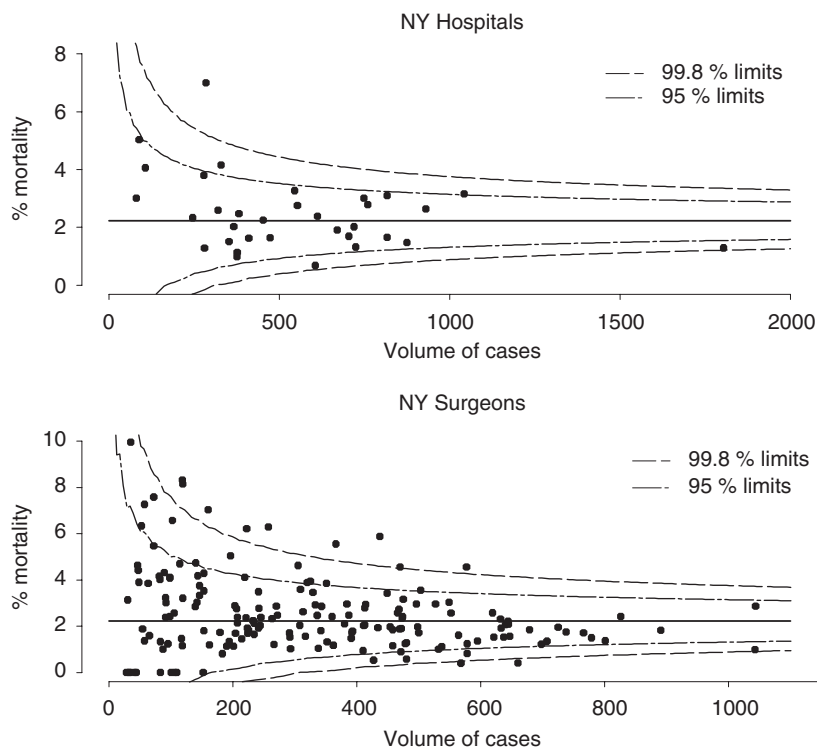 NY Hospitals
8
6
4
2
0
% mortality
99.8 % limits
95 % limits
0 500 1000 1500 2000
Volume of cases
NY Surgeons
10
8
6
4
2
0
% mortality
99.8 % limits
95 % limits
0 200 400 600 800 1000
Volume of cases